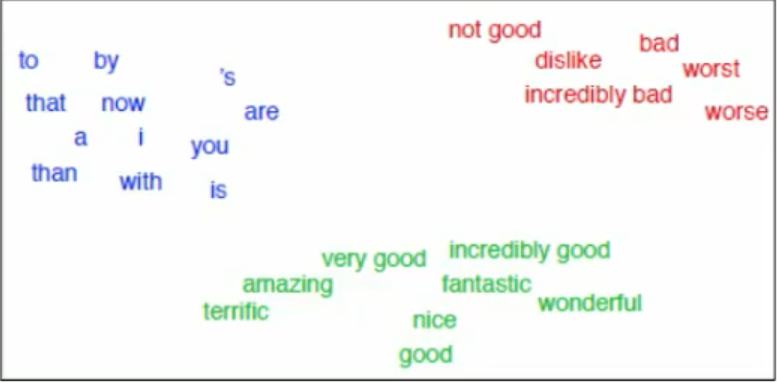 not good
to by bad
dislike
's worst
that now incredibly bad
are worse
a i
you
than with
is
very good incredibly good
amazing fantastic
terrific wonderful
nice
good